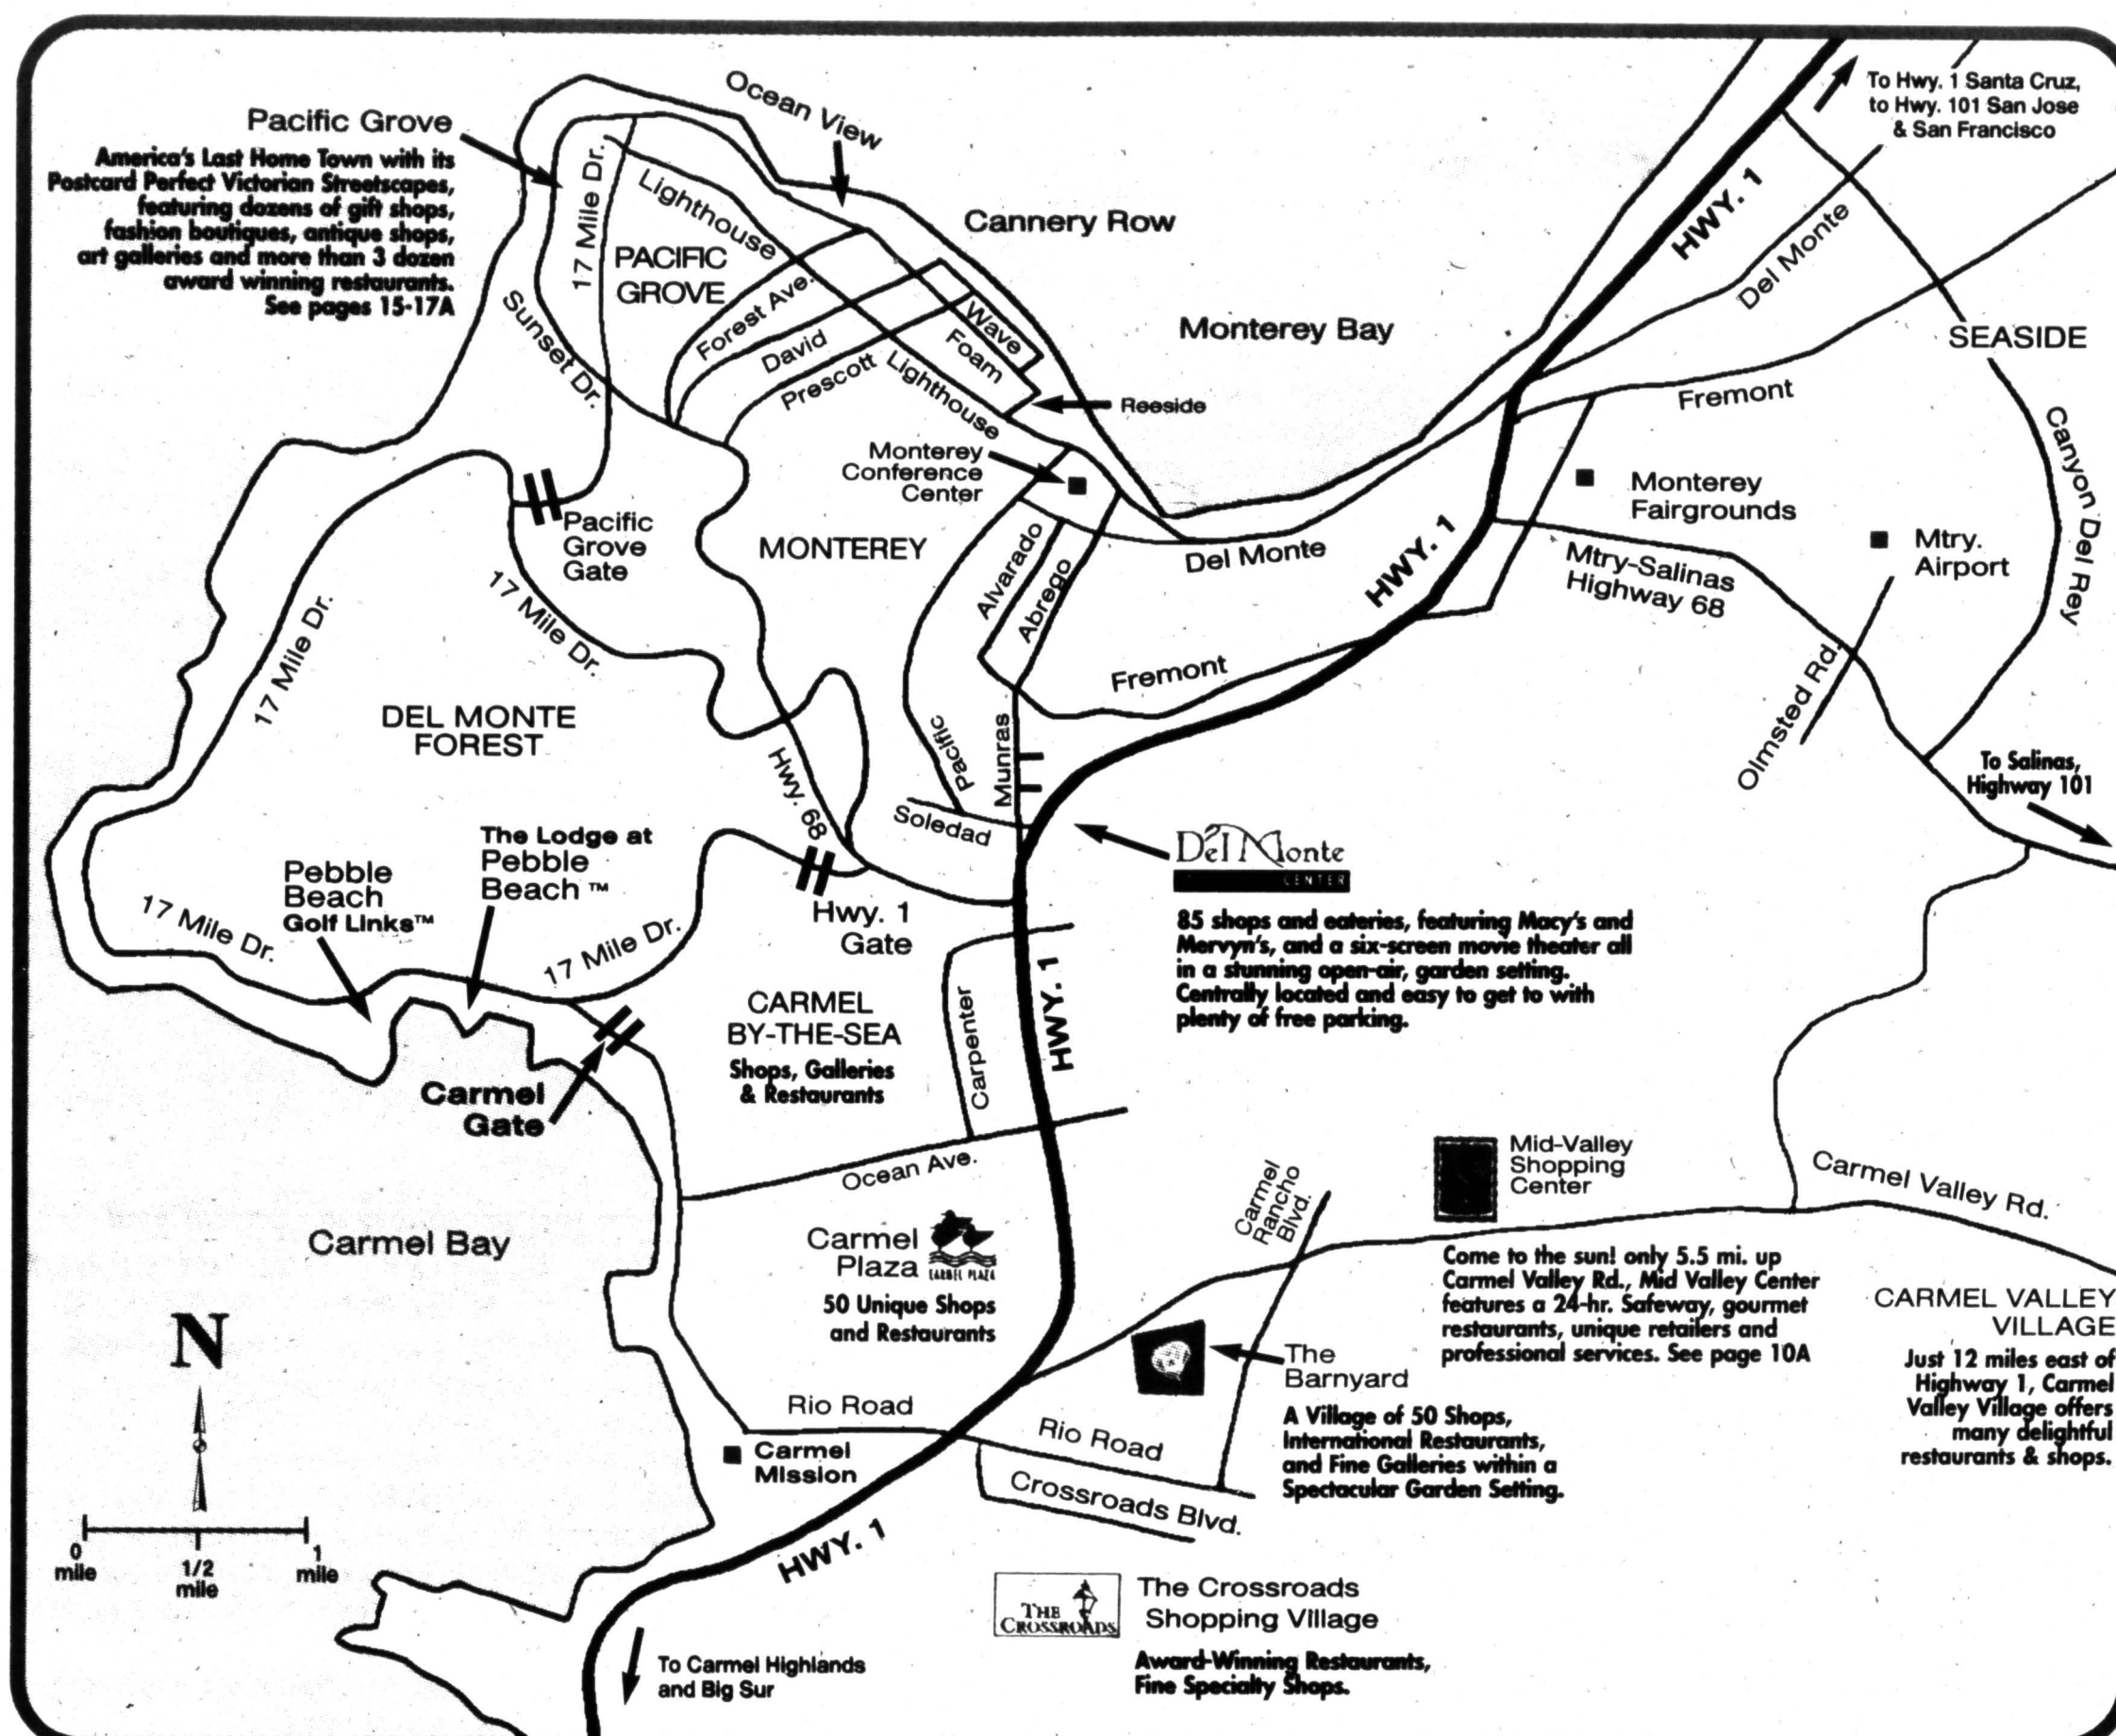 Ocean View
To Hwy. 1 Santa Cruz,
to Hwy. 101 San Jose
& San Francisco
Pacific Grove
America's Last Home Town with its
Postcard Perfect Victorian Streetscapes,
featuring dozens of gift shops,
fashion boutiques, antique shops,
art galleries and more than 3 dozen
award winning restaurants.
See pages 15-17A
17 Mile Dr.
Lighthouse
PACIFIC
GROVE
Cannery Row
HWY. 1
Del Monte
Monterey Bay
SEASIDE
Sunset Dr.
Forest Ave.
David
Prescott
Lighthouse
Wave
Foam
Reeside
Fremont
Canyon Del Rey
Monterey
Conference
Center
Monterey
Fairgrounds
Mtry.
Airport
Pacific
Grove
Gate
MONTEREY
Alvarado
Abrego
Del Monte
HWY. 1
Mtry-Salinas
Highway 68
17 Mile Dr.
17 Mile Dr.
Fremont
Olmsted Rd.
DEL MONTE
FOREST
Hwy. 68
Pacific
Munras
Soledad
To Salinas,
Highway 101
Del Monte
CENTER
85 shops and eateries, featuring Macy's and
Mervyn's, and a six-screen movie theater all
in a stunning open-air, garden setting.
Centrally located and easy to get to with
plenty of free parking.
The Lodge at
Pebble
Beach ™
Pebble
Beach
Golf Links™
17 Mile Dr.
17 Mile Dr.
Hwy. 1
Gate
CARMEL
BY-THE-SEA
Shops, Galleries
& Restaurants
Carpenter
HWY. 1
Carmel
Gate
Ocean Ave.
Carmel
Rancho
Blvd.
Mid-Valley
Shopping
Center
Carmel Valley Rd.
Come to the sun! only 5.5 mi. up
Carmel Valley Rd., Mid Valley Center
features a 24-hr. Safeway, gourmet
restaurants, unique retailers and
professional services. See page 10A
CARMEL VALLEY
VILLAGE
Just 12 miles east of
Highway 1, Carmel
Valley Village offers
many delightful
restaurants & shops.
Carmel Bay
Carmel
Plaza
CARMEL PLAZA
50 Unique Shops
and Restaurants
The
Barnyard
A Village of 50 Shops,
International Restaurants,
and Fine Galleries within a
Spectacular Garden Setting.
Rio Road
Rio Road
Carmel
Mission
Crossroads Blvd.
HWY. 1
N
0
mile
1/2
mile
1
mile
THE
CROSSROADS
The Crossroads
Shopping Village
Award-Winning Restaurants,
Fine Specialty Shops.
To Carmel Highlands
and Big Sur